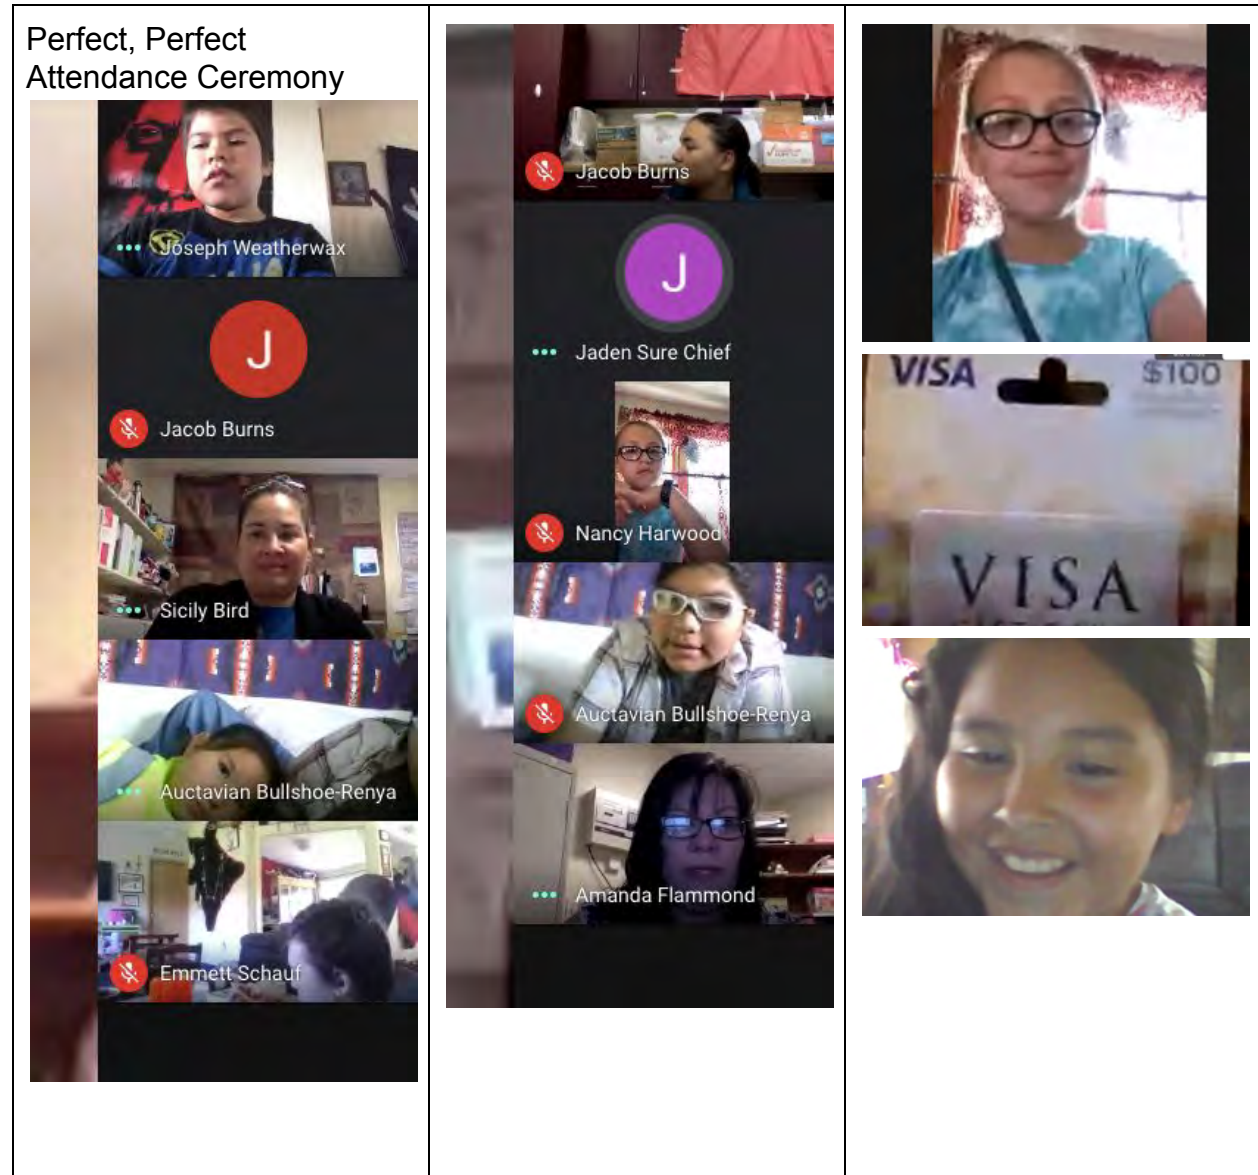 Perfect, Perfect
Attendance Ceremony
Joseph Weatherwax
J
Jacob Burns
Sicily Bird
Auctavian Bullshoe-Renya
Emmett Schauf
Jacob Burns
J
Jaden Sure Chief
Nancy Harwood
Auctavian Bullshoe-Renya
Amanda Flammond
VISA
$100
VISA